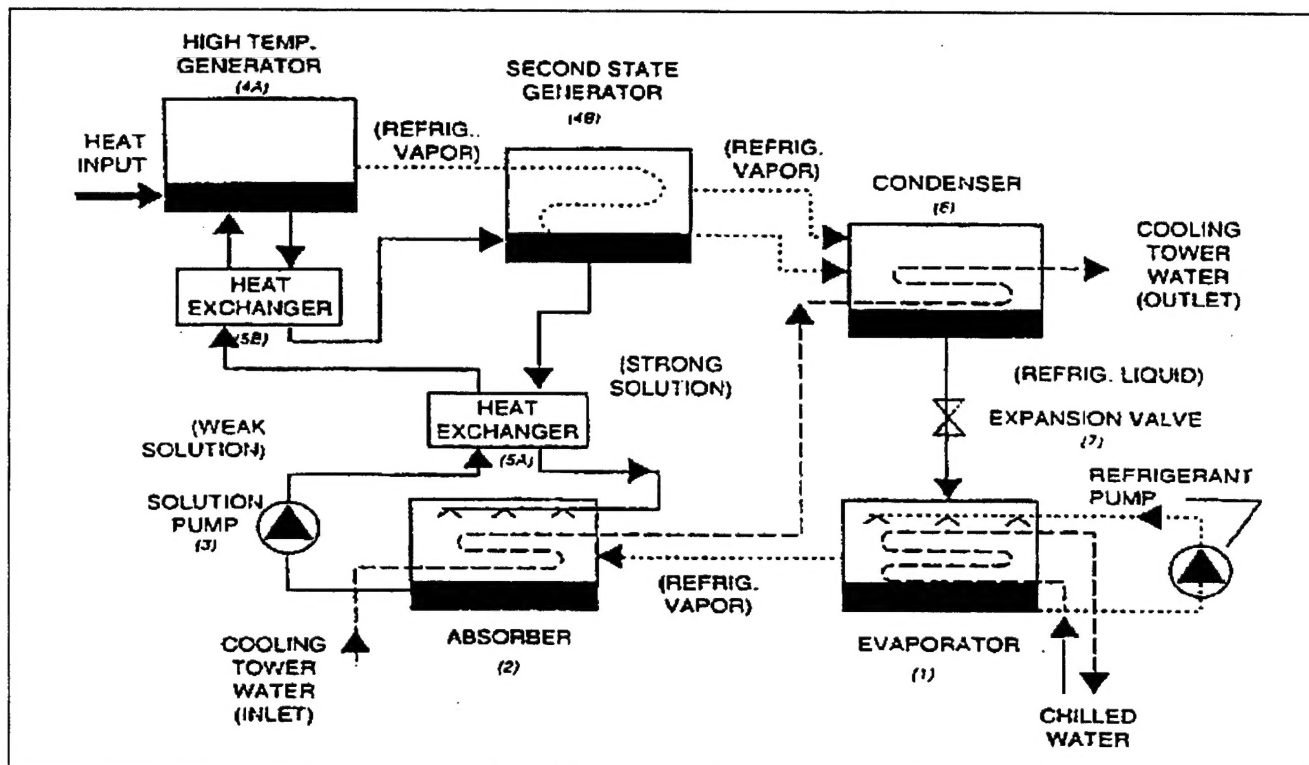 HIGH TEMP.
GENERATOR
(4A)
SECOND STATE
GENERATOR
(4B)
HEAT
INPUT
(REFRIG..
VAPOR)
(REFRIG.
VAPOR)
CONDENSER
(6)
COOLING
TOWER
WATER
(OUTLET)
HEAT
EXCHANGER
(5B)
(STRONG
SOLUTION)
(REFRIG. LIQUID)
EXPANSION VALVE
(7)
HEAT
EXCHANGER
(5A)
(WEAK
SOLUTION)
SOLUTION
PUMP
(3)
REFRIGERANT
PUMP
(REFRIG.
VAPOR)
ABSORBER
(2)
EVAPORATOR
(1)
COOLING
TOWER
WATER
(INLET)
CHILLED
WATER